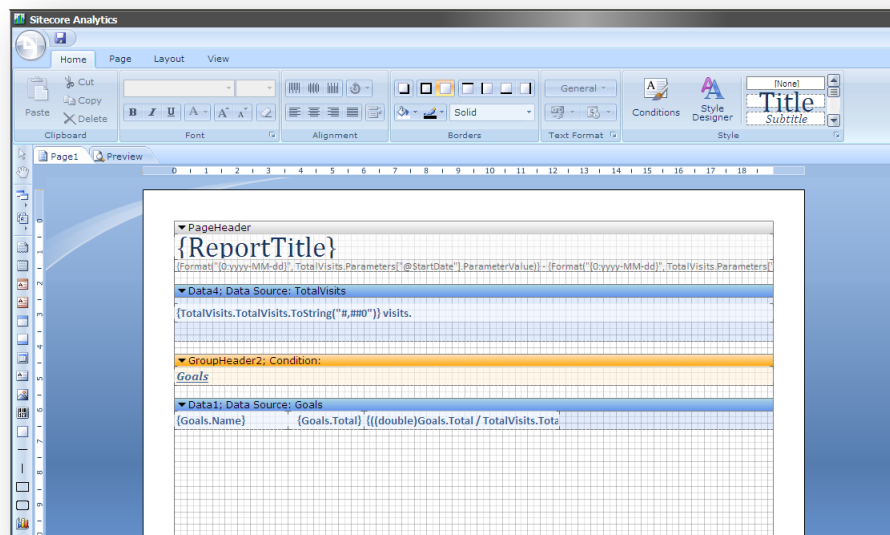 Sitecore Analytics
Home Page Layout View
Paste
Cut
Copy
Delete
Clipboard
B I U A A A
Font
Alignment
Solid
Borders
General
Text Format
Conditions
Style Designer
[None]
Title
Subtitle
Style
Page1 Preview
0 1 1 2 3 4 5 6 7 8 9 10 11 12 13 14 15 16 17 18
PageHeader
{ReportTitle}
{Format("{0:yyyy-MM-dd}", TotalVisits.Parameters["@StartDate"].ParameterValue)} - {Format("{0:yyyy-MM-dd}", TotalVisits.Parameters["
Data4; Data Source: TotalVisits
{TotalVisits.TotalVisits.ToString("#,##0")} visits.
GroupHeader2; Condition:
Goals
Data1; Data Source: Goals
{Goals.Name} {Goals.Total} {((double)Goals.Total / TotalVisits.Tota